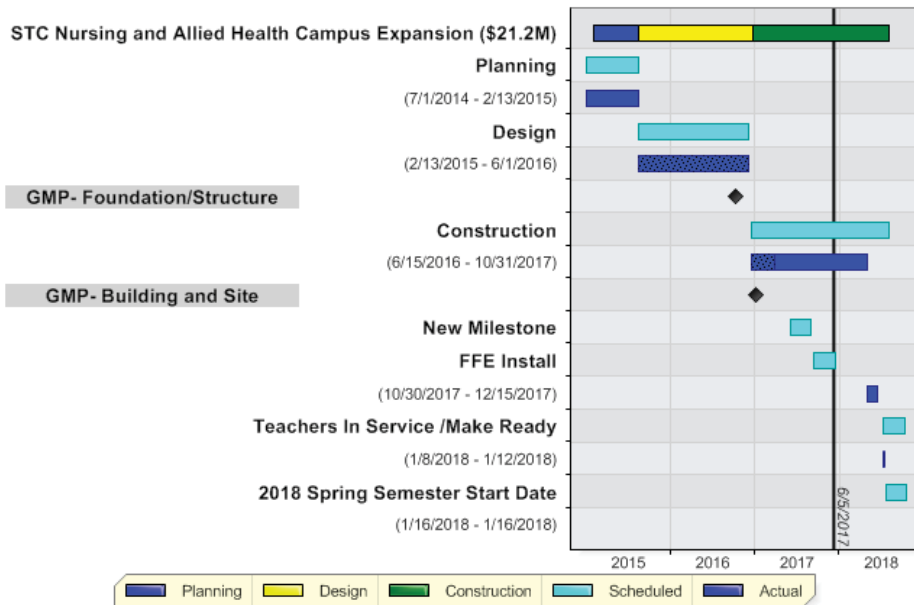 STC Nursing and Allied Health Campus Expansion ($21.2M)
Planning
(7/1/2014 - 2/13/2015)
Design
(2/13/2015 - 6/1/2016)
GMP- Foundation/Structure
Construction
(6/15/2016 - 10/31/2017)
GMP- Building and Site
New Milestone
FFE Install
(10/30/2017 - 12/15/2017)
Teachers In Service /Make Ready
(1/8/2018 - 1/12/2018)
2018 Spring Semester Start Date
(1/16/2018 - 1/16/2018)
6/5/2017
2015 2016 2017 2018
Planning Design Construction Scheduled Actual